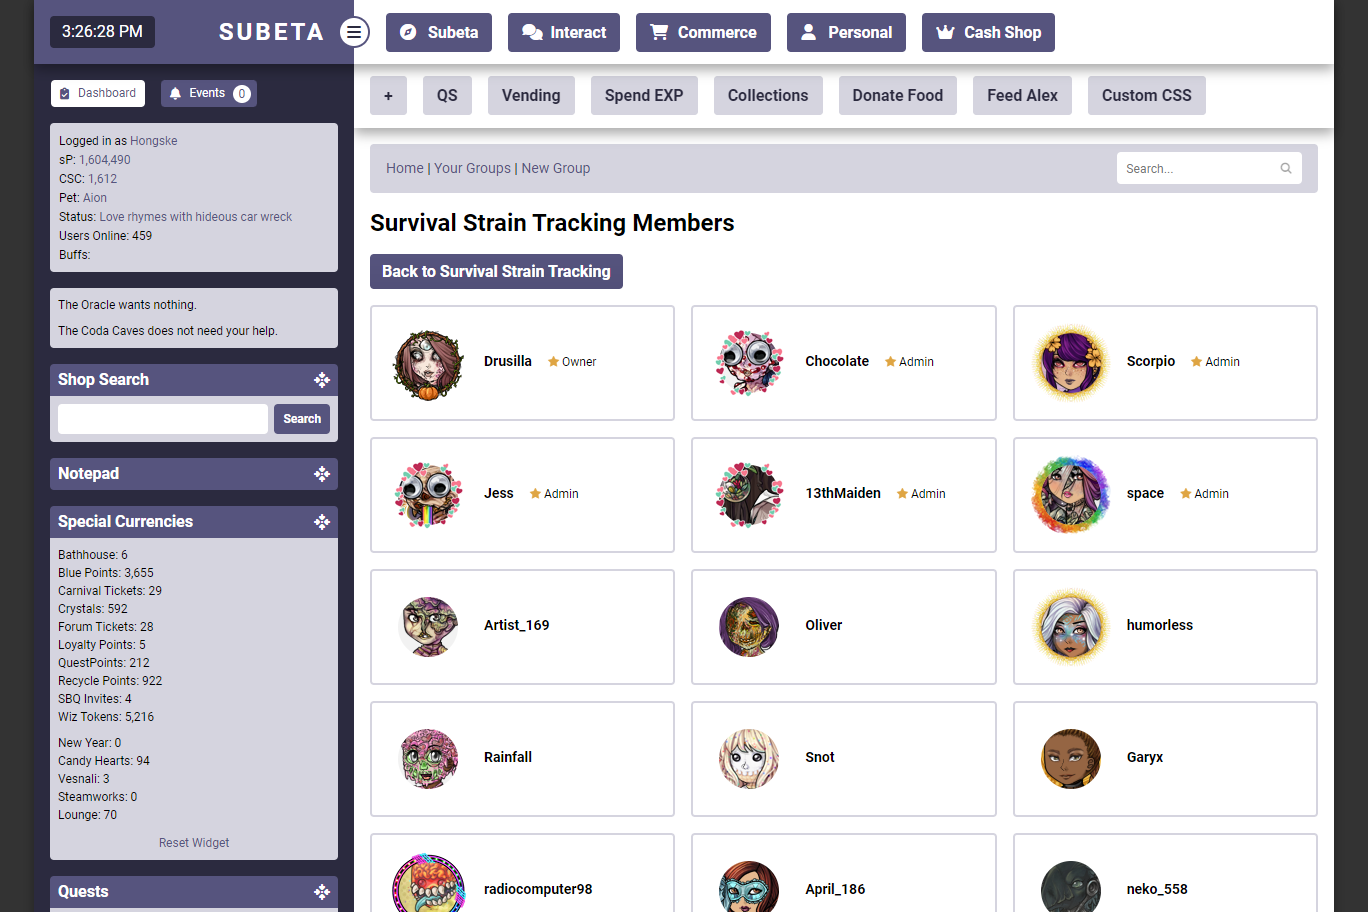 3:26:28 PM
SUBETA
Subeta
Interact
Commerce
Personal
Cash Shop
Dashboard
Events 0
+
QS
Vending
Spend EXP
Collections
Donate Food
Feed Alex
Custom CSS
Logged in as Hongske
sP: 1,604,490
CSC: 1,612
Pet: Aion
Status: Love rhymes with hideous car wreck
Users Online: 459
Buffs:
The Oracle wants nothing.
The Coda Caves does not need your help.
Shop Search
Search
Notepad
Special Currencies
Bathhouse: 6
Blue Points: 3,655
Carnival Tickets: 29
Crystals: 592
Forum Tickets: 28
Loyalty Points: 5
QuestPoints: 212
Recycle Points: 922
SBQ Invites: 4
Wiz Tokens: 5,216
New Year: 0
Candy Hearts: 94
Vesnali: 3
Steamworks: 0
Lounge: 70
Reset Widget
Quests
Home | Your Groups | New Group
Search...
Survival Strain Tracking Members
Back to Survival Strain Tracking
Drusilla Owner
Chocolate Admin
Scorpio Admin
Jess Admin
13thMaiden Admin
space Admin
Artist_169
Oliver
humorless
Rainfall
Snot
Garyx
radiocomputer98
April_186
neko_558